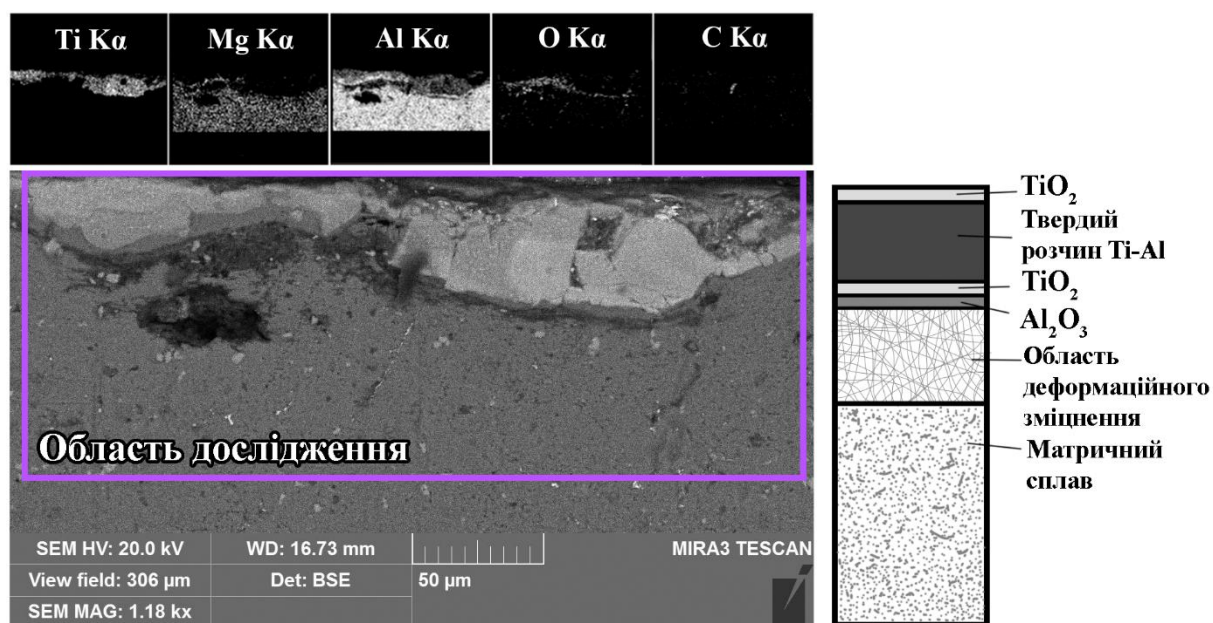 Ti Kα
Mg Kα
Al Kα
O Kα
C Kα
TiO₂
Твердий
розчин Ti-Al
TiO₂
Al₂O₃
Область
деформаційного
зміцнення
Матричний
сплав
Область дослідження
SEM HV: 20.0 kV
WD: 16.73 mm
MIRA3 TESCAN
View field: 306 µm
Det: BSE
50 µm
SEM MAG: 1.18 kx